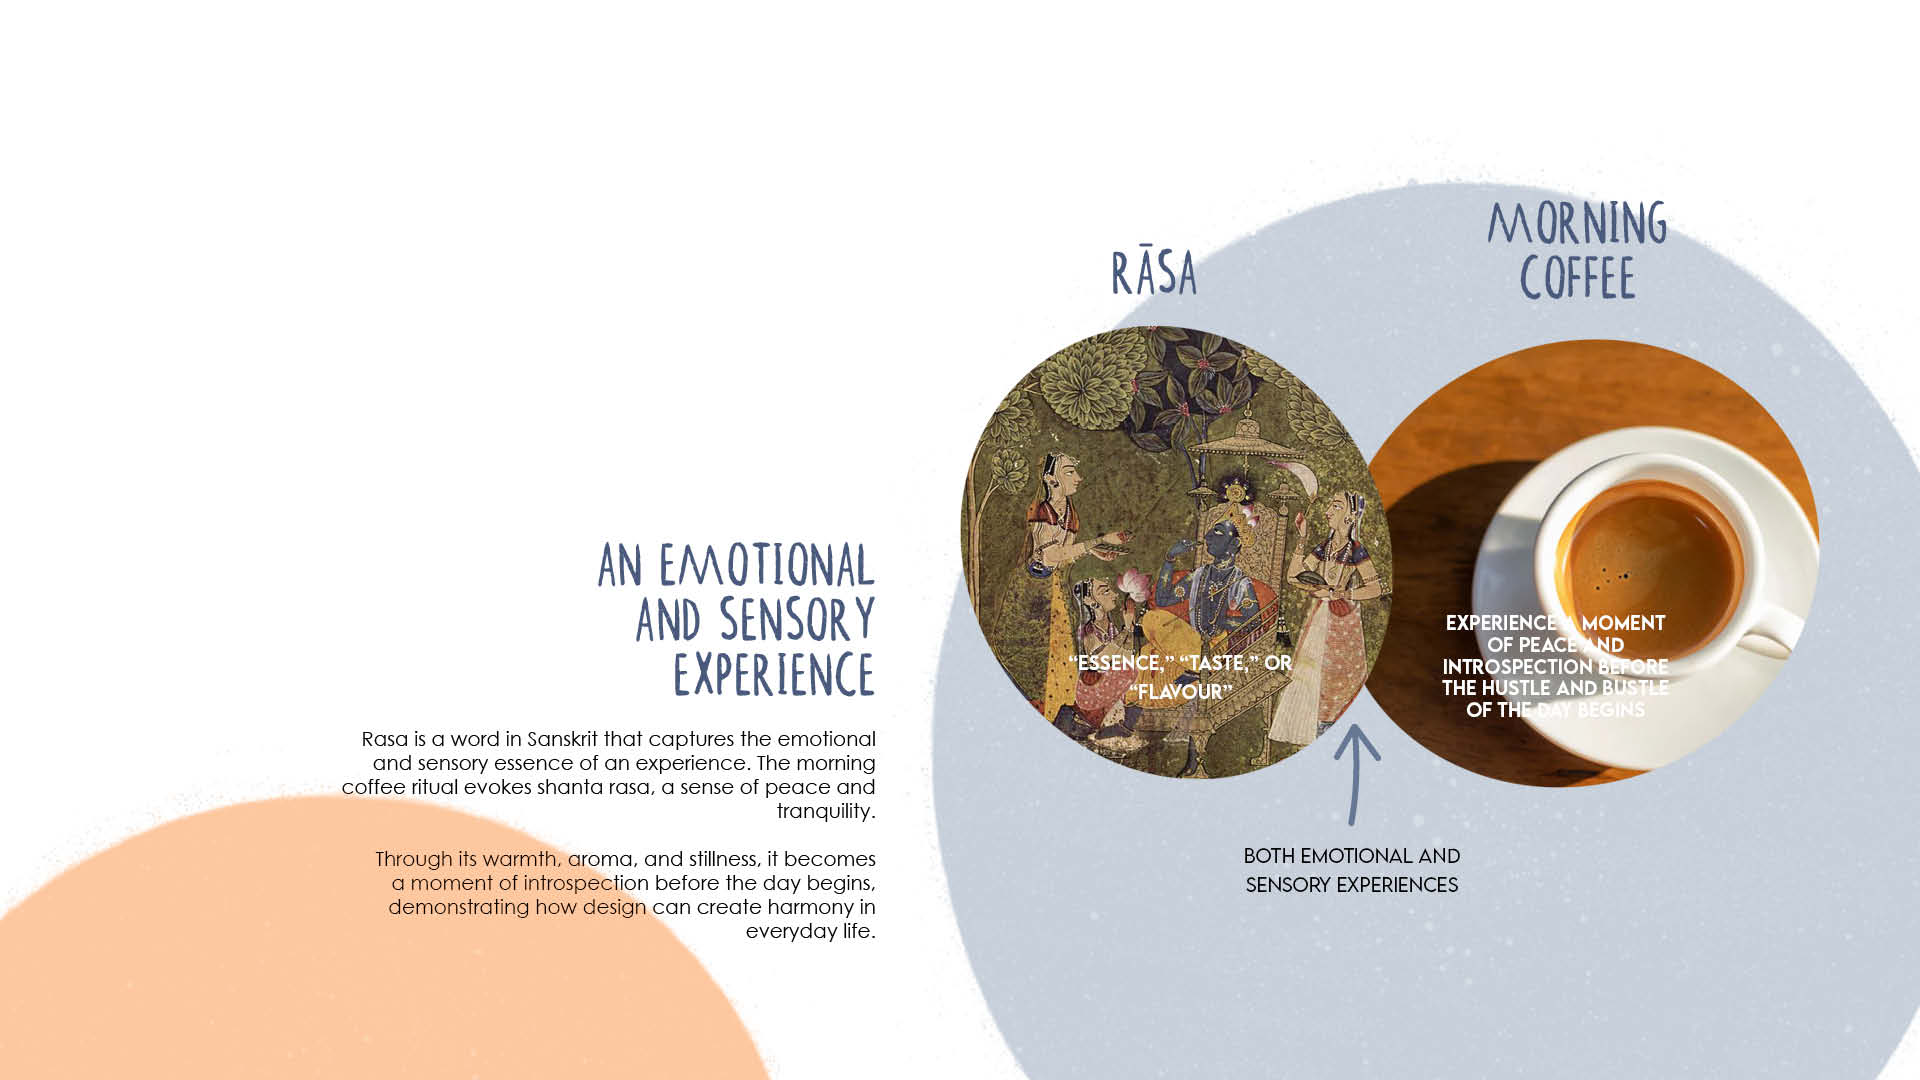 AN EMOTIONAL
AND SENSORY
EXPERIENCE
Rasa is a word in Sanskrit that captures the emotional
and sensory essence of an experience. The morning
coffee ritual evokes shanta rasa, a sense of peace and
tranquility.
Through its warmth, aroma, and stillness, it becomes
a moment of introspection before the day begins,
demonstrating how design can create harmony in
everyday life.
RĀSA
“ESSENCE,” “TASTE,” OR
“FLAVOUR”
MORNING
COFFEE
EXPERIENCE A MOMENT
OF PEACE AND
INTROSPECTION BEFORE
THE HUSTLE AND BUSTLE
OF THE DAY BEGINS
BOTH EMOTIONAL AND
SENSORY EXPERIENCES